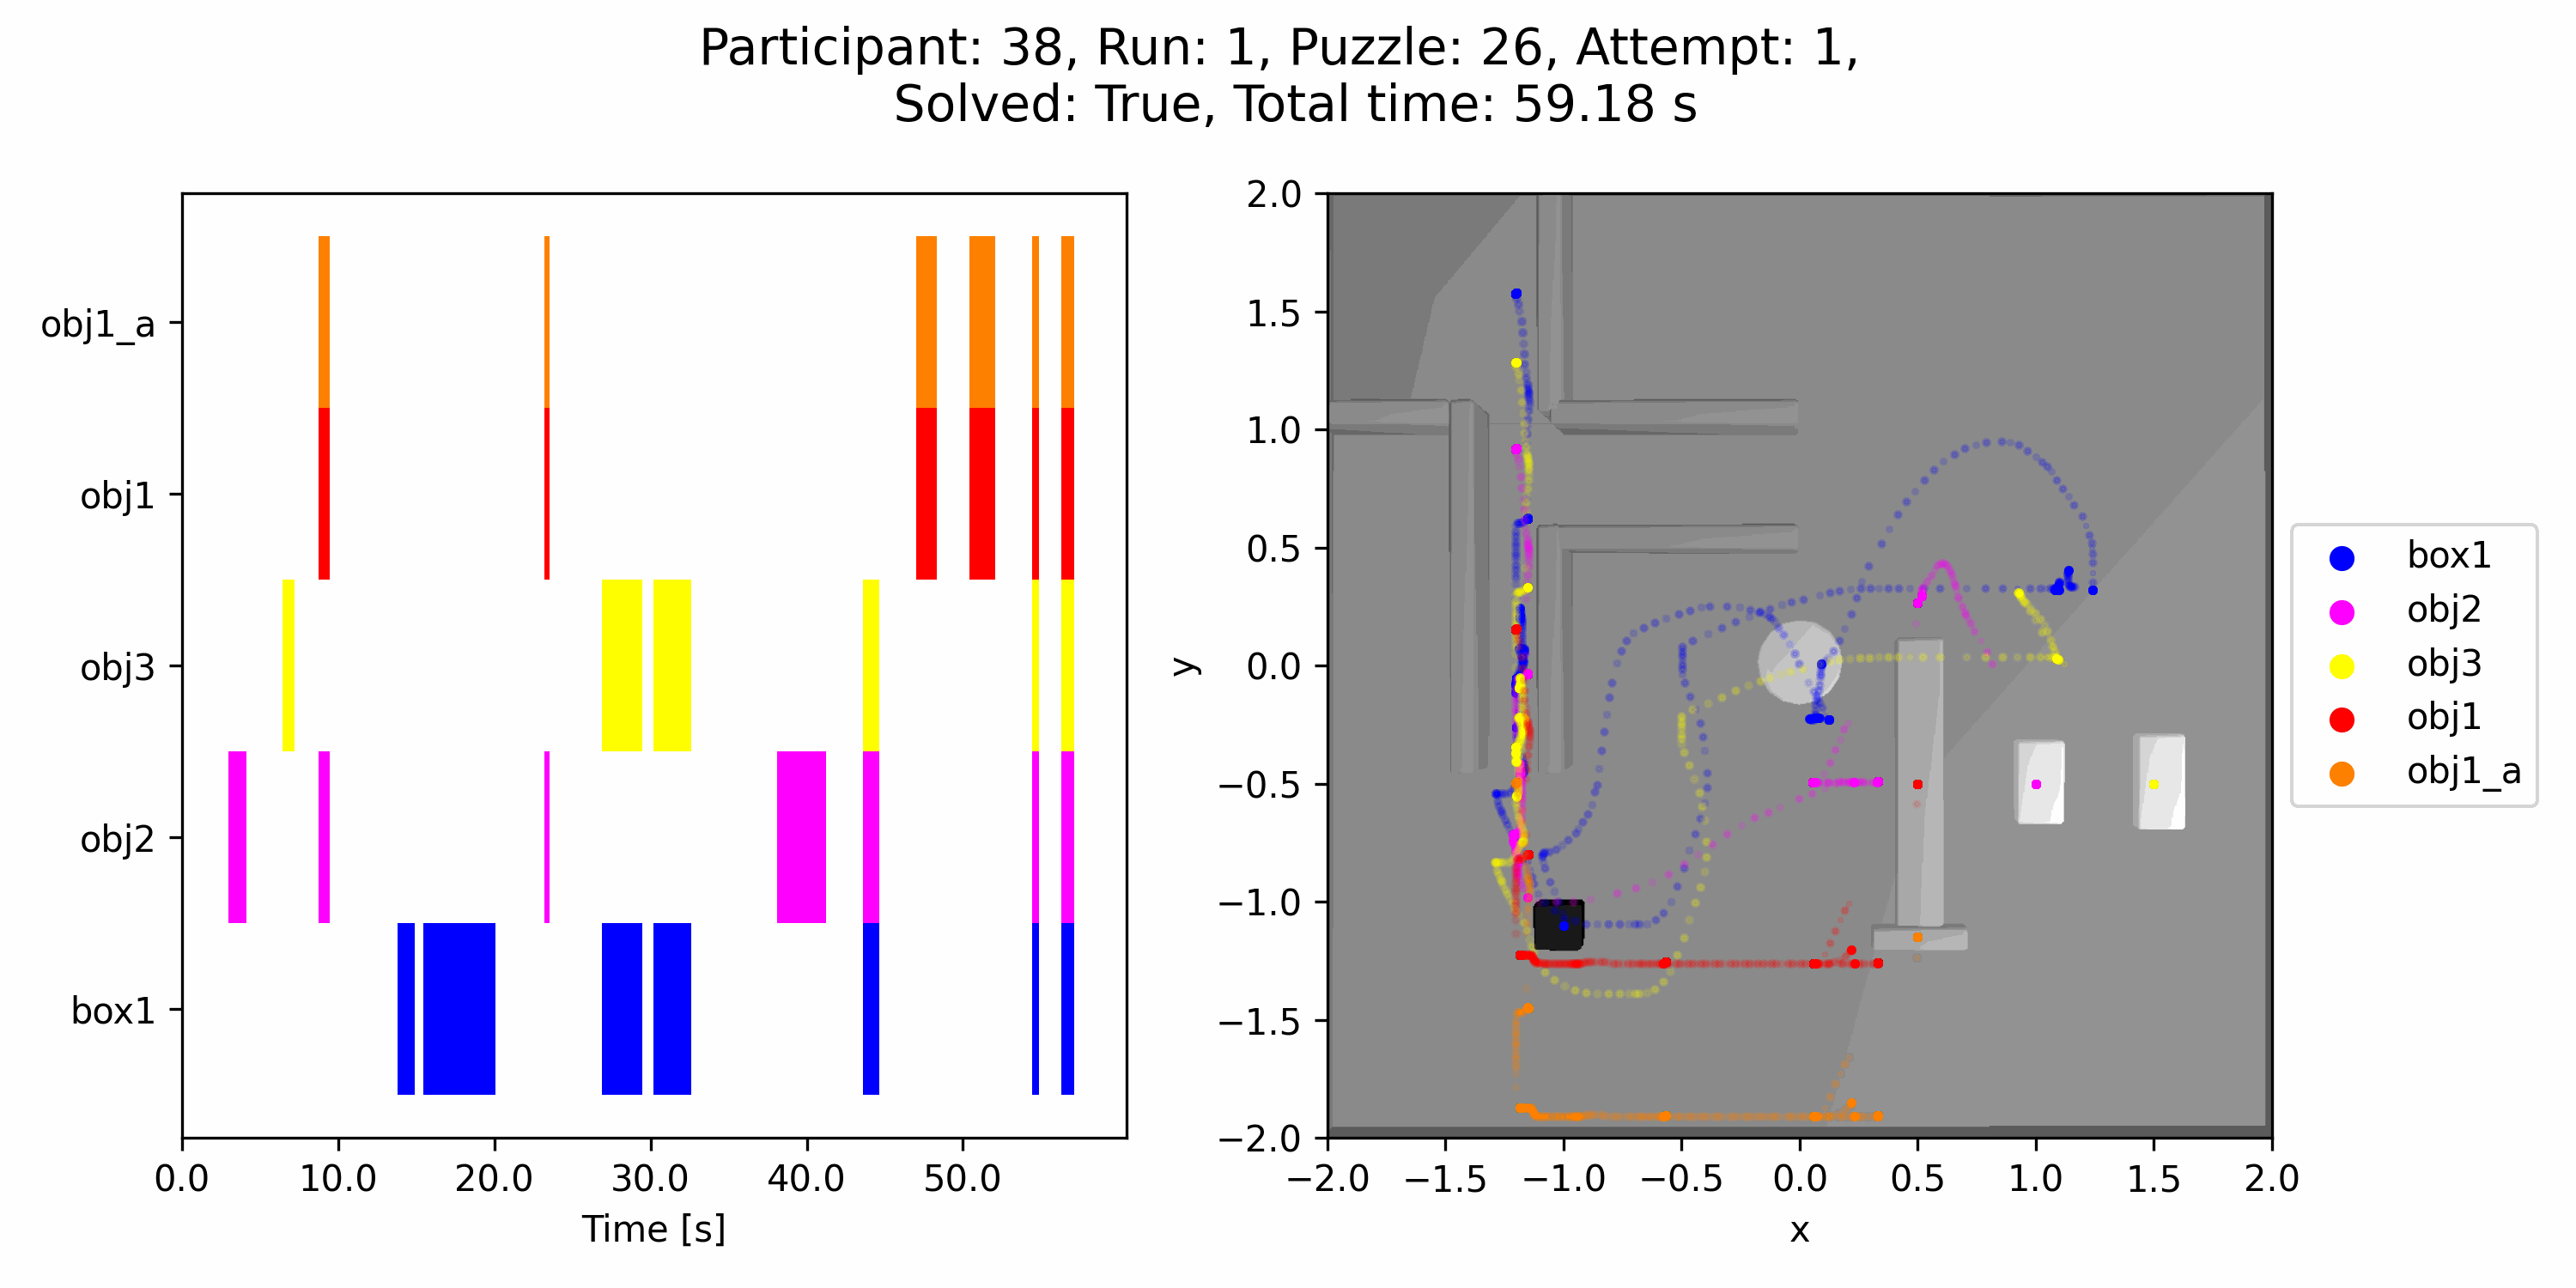 Participant: 38, Run: 1, Puzzle: 26, Attempt: 1,
Solved: True, Total time: 59.18 s
obj1_a
obj1
obj3
obj2
box1
0.0 10.0 20.0 30.0 40.0 50.0
Time [s]
2.0
1.5
1.0
0.5
0.0
−0.5
−1.0
−1.5
−2.0
y
−2.0 −1.5 −1.0 −0.5 0.0 0.5 1.0 1.5 2.0
x
box1
obj2
obj3
obj1
obj1_a